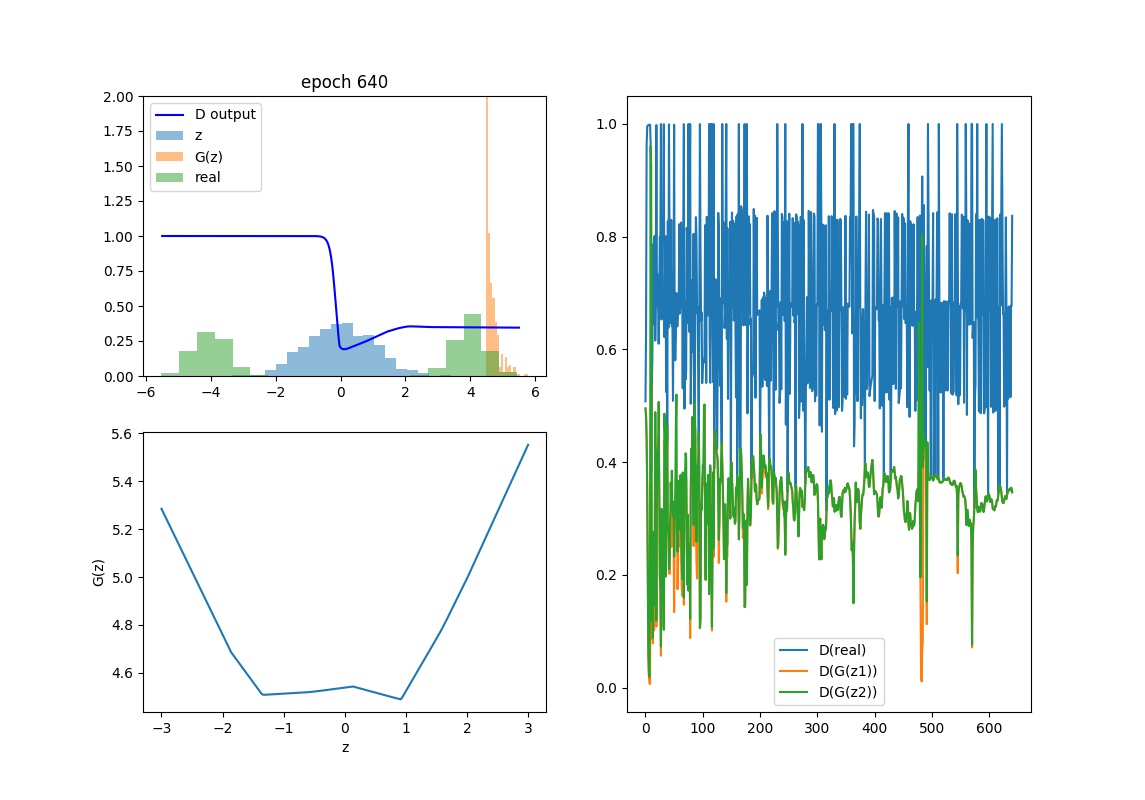 epoch 640
2.00
1.75
1.50
1.25
1.00
0.75
0.50
0.25
0.00
D output
z
G(z)
real
−6 −4 −2 0 2 4 6
5.6
5.4
5.2
5.0
4.8
4.6
G(z)
−3 −2 −1 0 1 2 3
z
1.0
0.8
0.6
0.4
0.2
0.0
D(real)
D(G(z1))
D(G(z2))
0 100 200 300 400 500 600